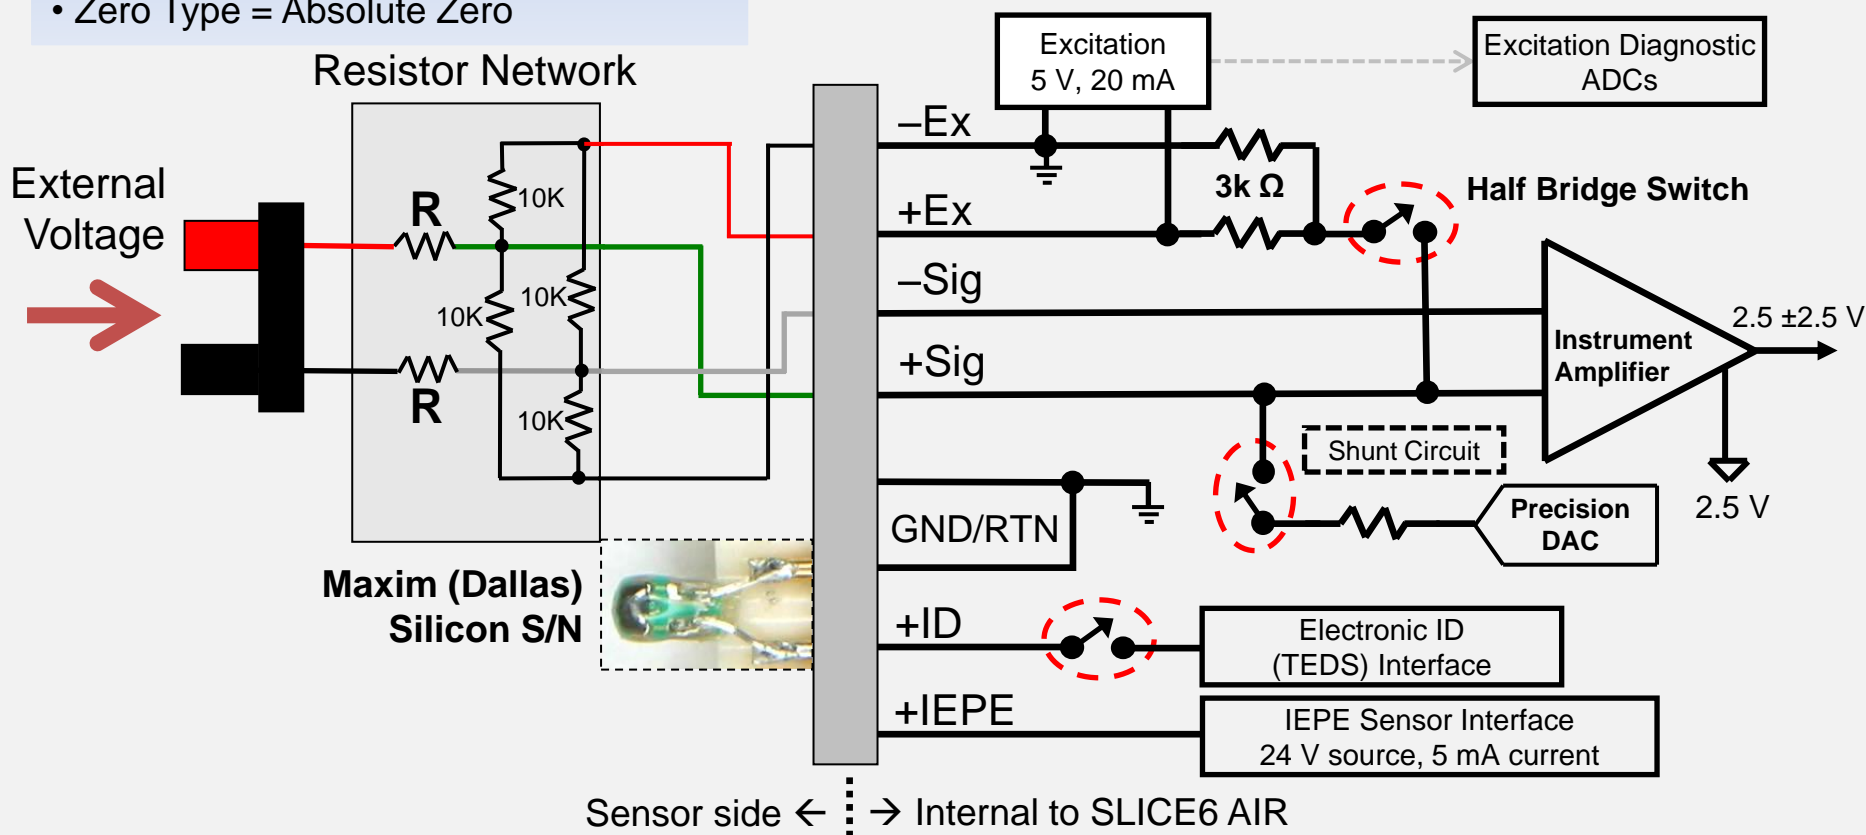 • Zero Type = Absolute Zero
Resistor Network
External
Voltage
R
R
10K
10K
10K
10K
Maxim (Dallas)
Silicon S/N
Excitation
5 V, 20 mA
Excitation Diagnostic
ADCs
–Ex
+Ex
3k Ω
Half Bridge Switch
–Sig
+Sig
Instrument
Amplifier
2.5 ±2.5 V
2.5 V
Shunt Circuit
Precision
DAC
GND/RTN
+ID
Electronic ID
(TEDS) Interface
+IEPE
IEPE Sensor Interface
24 V source, 5 mA current
Sensor side ← → Internal to SLICE6 AIR